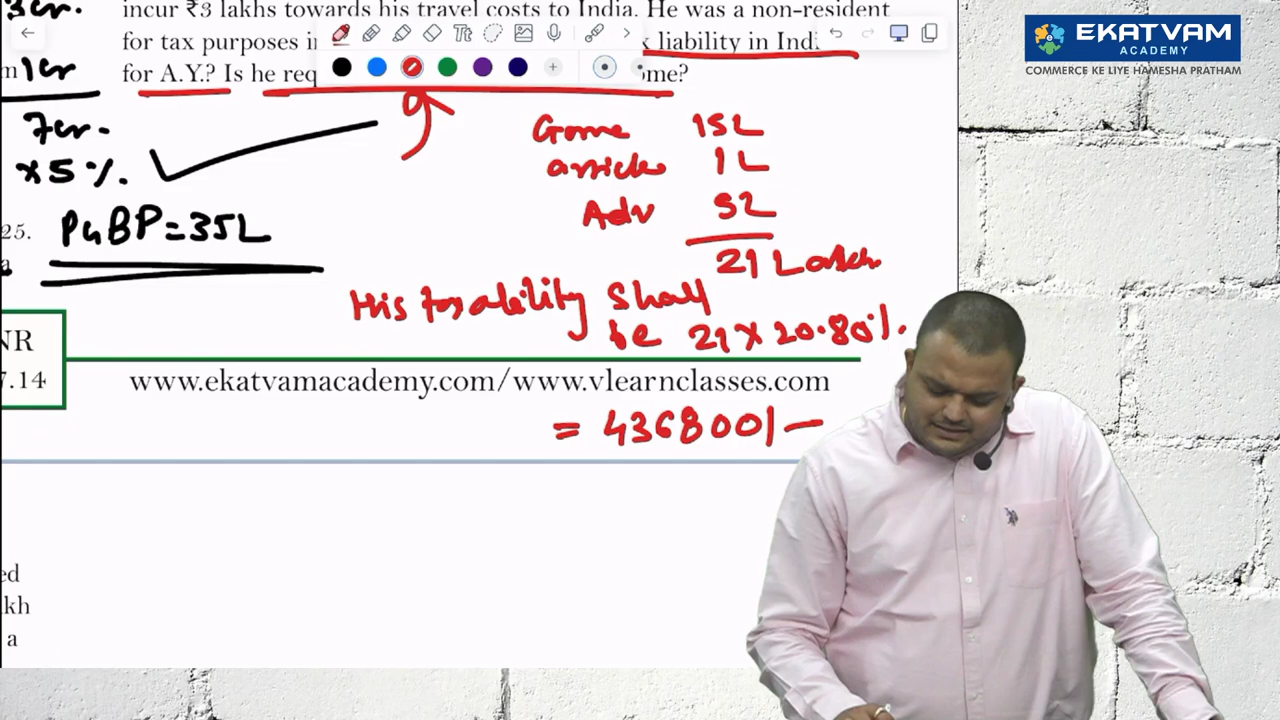 3cr.
incur ₹3 lakhs towards his travel costs to India. He was a non-resident
for tax purposes in
liability in Indi
for A.Y.? Is he req
ome?
1cr
7cr.
x5%.
PGBP=35L
Game 15L
article 1L
Adv 5L
21 Lakh.
His taxability shall
be 21 x 20.80%.
= 436800/-
25.
NR
7.14
www.ekatvamacademy.com/www.vlearnclasses.com
ed
kh
a
EKATVAM
ACADEMY
COMMERCE KE LIYE HAMESHA PRATHAM